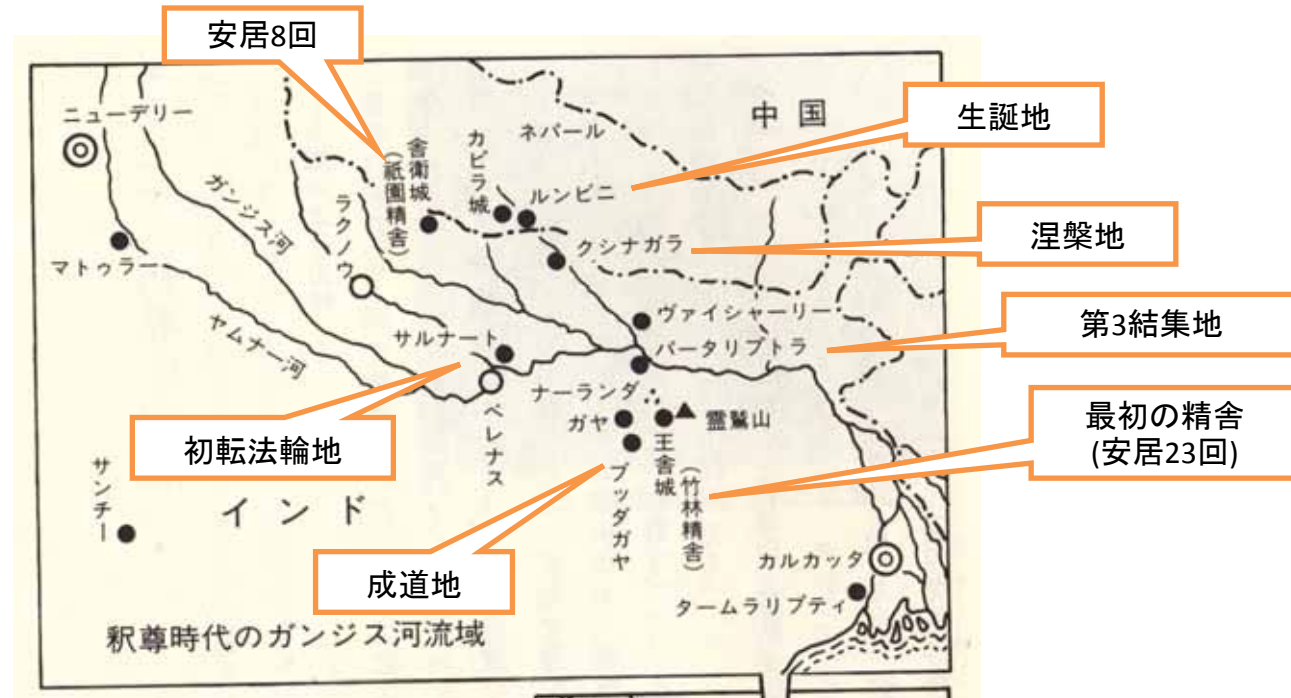 安居8回
ニューデリー
中国
ネパール
生誕地
舎衛城
(祇園精舎)
カピラ城
ルンビニ
ガンジス河
ラクノウ
クシナガラ
涅槃地
マトゥラー
ヤムナー河
ヴァイシャーリー
第3結集地
サルナート
パータリプトラ
ナーランダ
ベレナス
ガヤ
霊鷲山
最初の精舎
(安居23回)
初転法輪地
王舎城
(竹林精舎)
ブッダガヤ
サンチー
インド
成道地
カルカッタ
タームラリプティ
釈尊時代のガンジス河流域